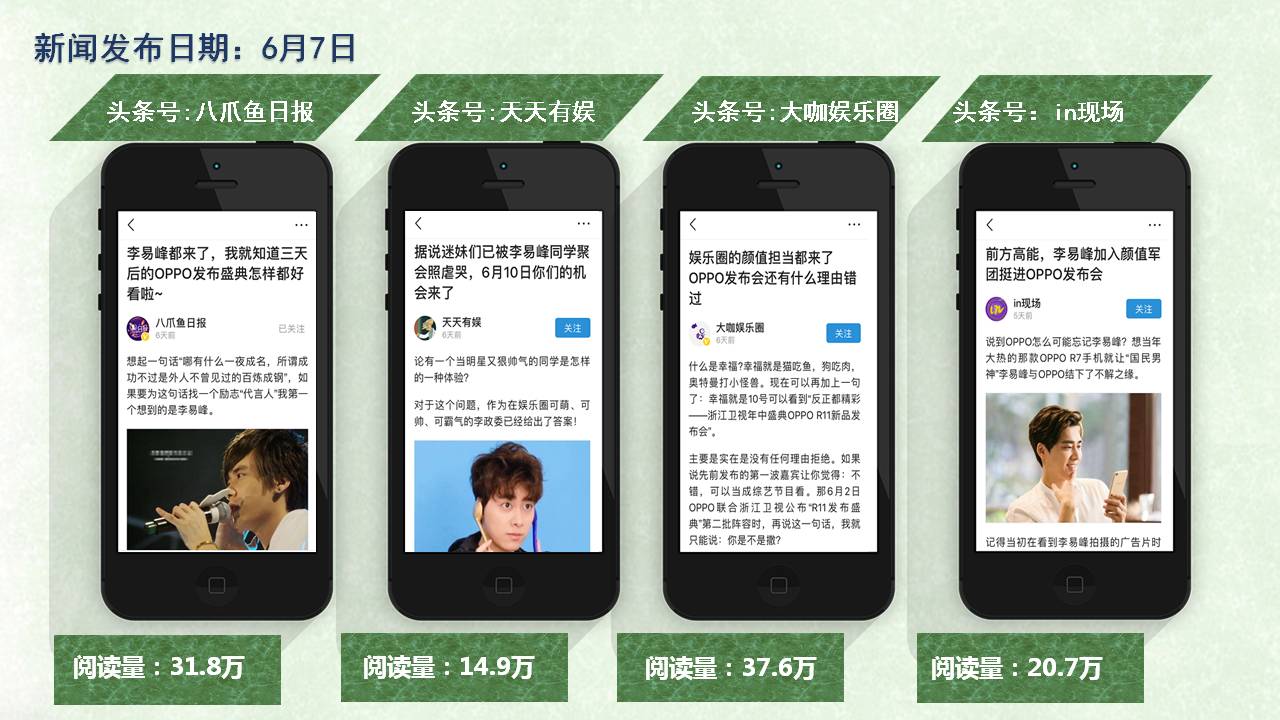 新闻发布日期：6月7日
头条号:八爪鱼日报
头条号:天天有娱
头条号:大咖娱乐圈
头条号：in现场
李易峰都来了，我就知道三天
后的OPPO发布盛典怎样都好
看啦~
八爪鱼日报
6天前
已关注
想起一句话“哪有什么一夜成名，所谓成
功不过是外人不曾见过的百炼成钢”，如
果要为这句话找一个励志“代言人”我第一
个想到的是李易峰。
据说迷妹们已被李易峰同学聚
会照虐哭，6月10日你们的机
会来了
天天有娱
6天前
关注
论有一个当明星又狠帅气的同学是怎样
的一种体验?
对于这个问题，作为在娱乐圈可萌、可
帅、可霸气的李政委已经给出了答案!
娱乐圈的颜值担当都来了
OPPO发布会还有什么理由错
过
大咖娱乐圈
6天前
关注
什么是幸福?幸福就是猫吃鱼，狗吃肉，
奥特曼打小怪兽。现在可以再加上一句
了：幸福就是10号可以看到“反正都精彩
——浙江卫视年中盛典OPPO R11新品发
布会”。
主要是实在是没有任何理由拒绝。如果
说先前发布的第一波嘉宾让你觉得：不
错，可以当成综艺节目看。那6月2日
OPPO联合浙江卫视公布“R11发布盛
典”第二批阵容时，再说一句话，我就
只能说：你是不是撒?
前方高能，李易峰加入颜值军
团挺进OPPO发布会
in现场
5天前
关注
说到OPPO怎么可能忘记李易峰？想当年
大热的那款OPPO R7手机就让“国民男
神”李易峰与OPPO结下了不解之缘。
记得当初在看到李易峰拍摄的广告片时
阅读量：31.8万
阅读量：14.9万
阅读量：37.6万
阅读量：20.7万